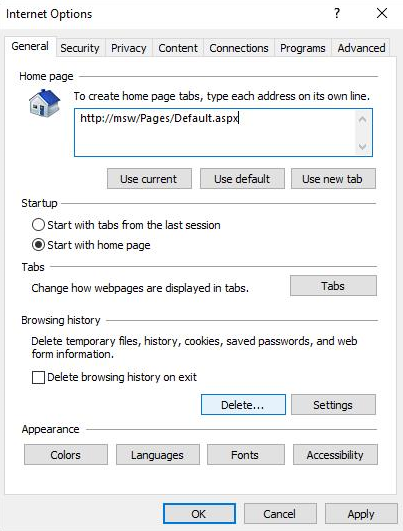 Internet Options
? ×
General Security Privacy Content Connections Programs Advanced
Home page
To create home page tabs, type each address on its own line.
http://msw/Pages/Default.aspx
Use current Use default Use new tab
Startup
Start with tabs from the last session
Start with home page
Tabs
Change how webpages are displayed in tabs. Tabs
Browsing history
Delete temporary files, history, cookies, saved passwords, and web
form information.
Delete browsing history on exit
Delete... Settings
Appearance
Colors Languages Fonts Accessibility
OK Cancel Apply